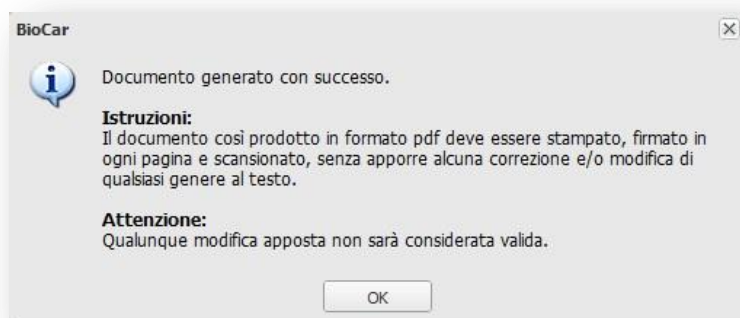 BioCar
Documento generato con successo.
Istruzioni:
Il documento così prodotto in formato pdf deve essere stampato, firmato in
ogni pagina e scansionato, senza apporre alcuna correzione e/o modifica di
qualsiasi genere al testo.
Attenzione:
Qualunque modifica apposta non sarà considerata valida.
OK